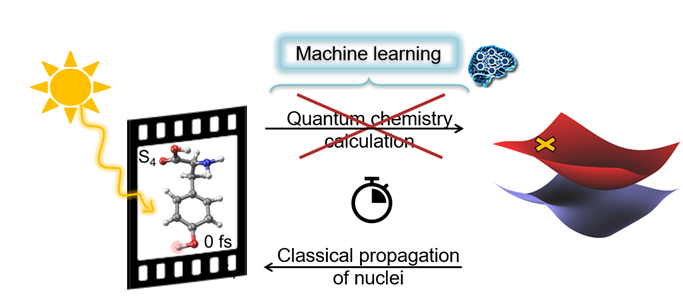 Machine learning
Quantum chemistry
calculation
S₄
0 fs
Classical propagation
of nuclei